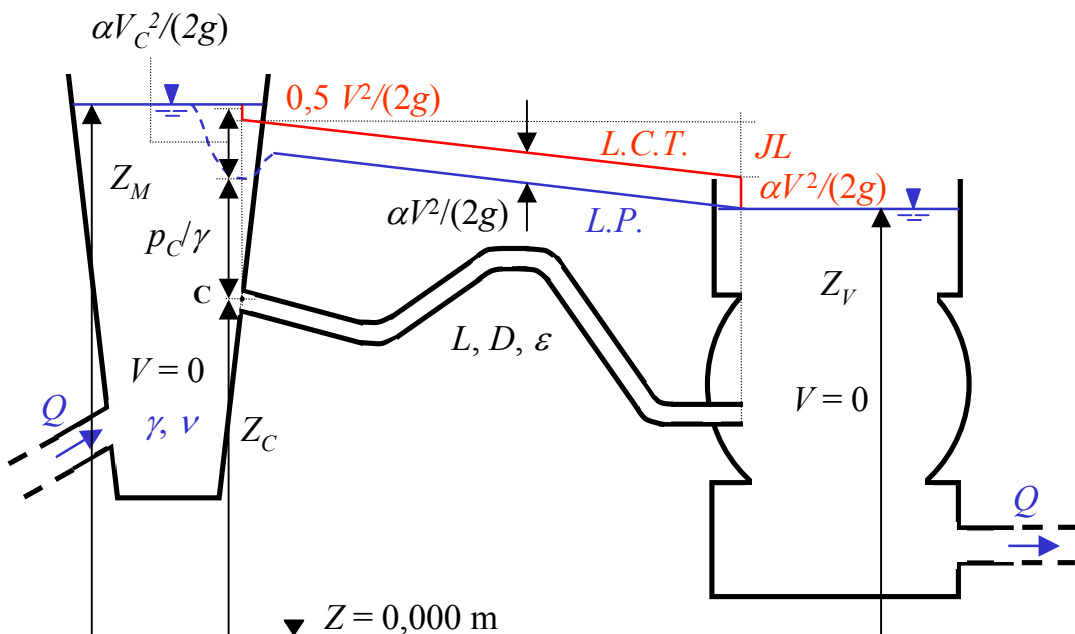 αV_C²/(2g)
0,5 V²/(2g)
L.C.T.
JL
Z_M
αV²/(2g)
αV²/(2g)
L.P.
p_C/γ
C
Z_V
L, D, ε
V = 0
V = 0
Q
γ, ν
Z_C
Q
Z = 0,000 m